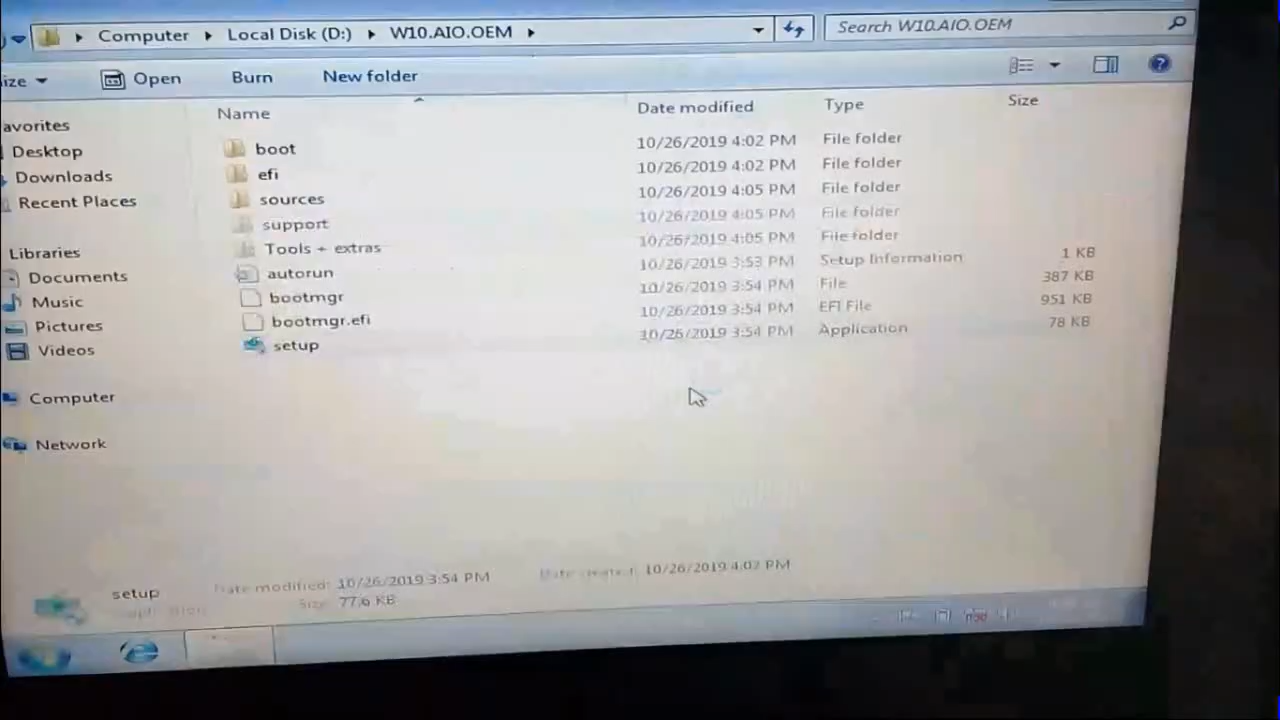 Computer Local Disk (D:) W10.AIO.OEM Search W10.AIO.OEM
ize Open Burn New folder
Name Date modified Type Size
avorites
Desktop
Downloads
Recent Places
Libraries
Documents
Music
Pictures
Videos
Computer
Network
boot 10/26/2019 4:02 PM File folder
efi 10/26/2019 4:02 PM File folder
sources 10/26/2019 4:05 PM File folder
support 10/26/2019 4:05 PM File folder
Tools + extras 10/26/2019 4:05 PM File folder
autorun 10/26/2019 3:53 PM Setup Information 1 KB
bootmgr 10/26/2019 3:54 PM File 387 KB
bootmgr.efi 10/26/2019 3:54 PM EFI File 951 KB
setup 10/26/2019 3:54 PM Application 78 KB
setup Date modified: 10/26/2019 3:54 PM Date created: 10/26/2019 4:02 PM
Application Size: 77.6 KB